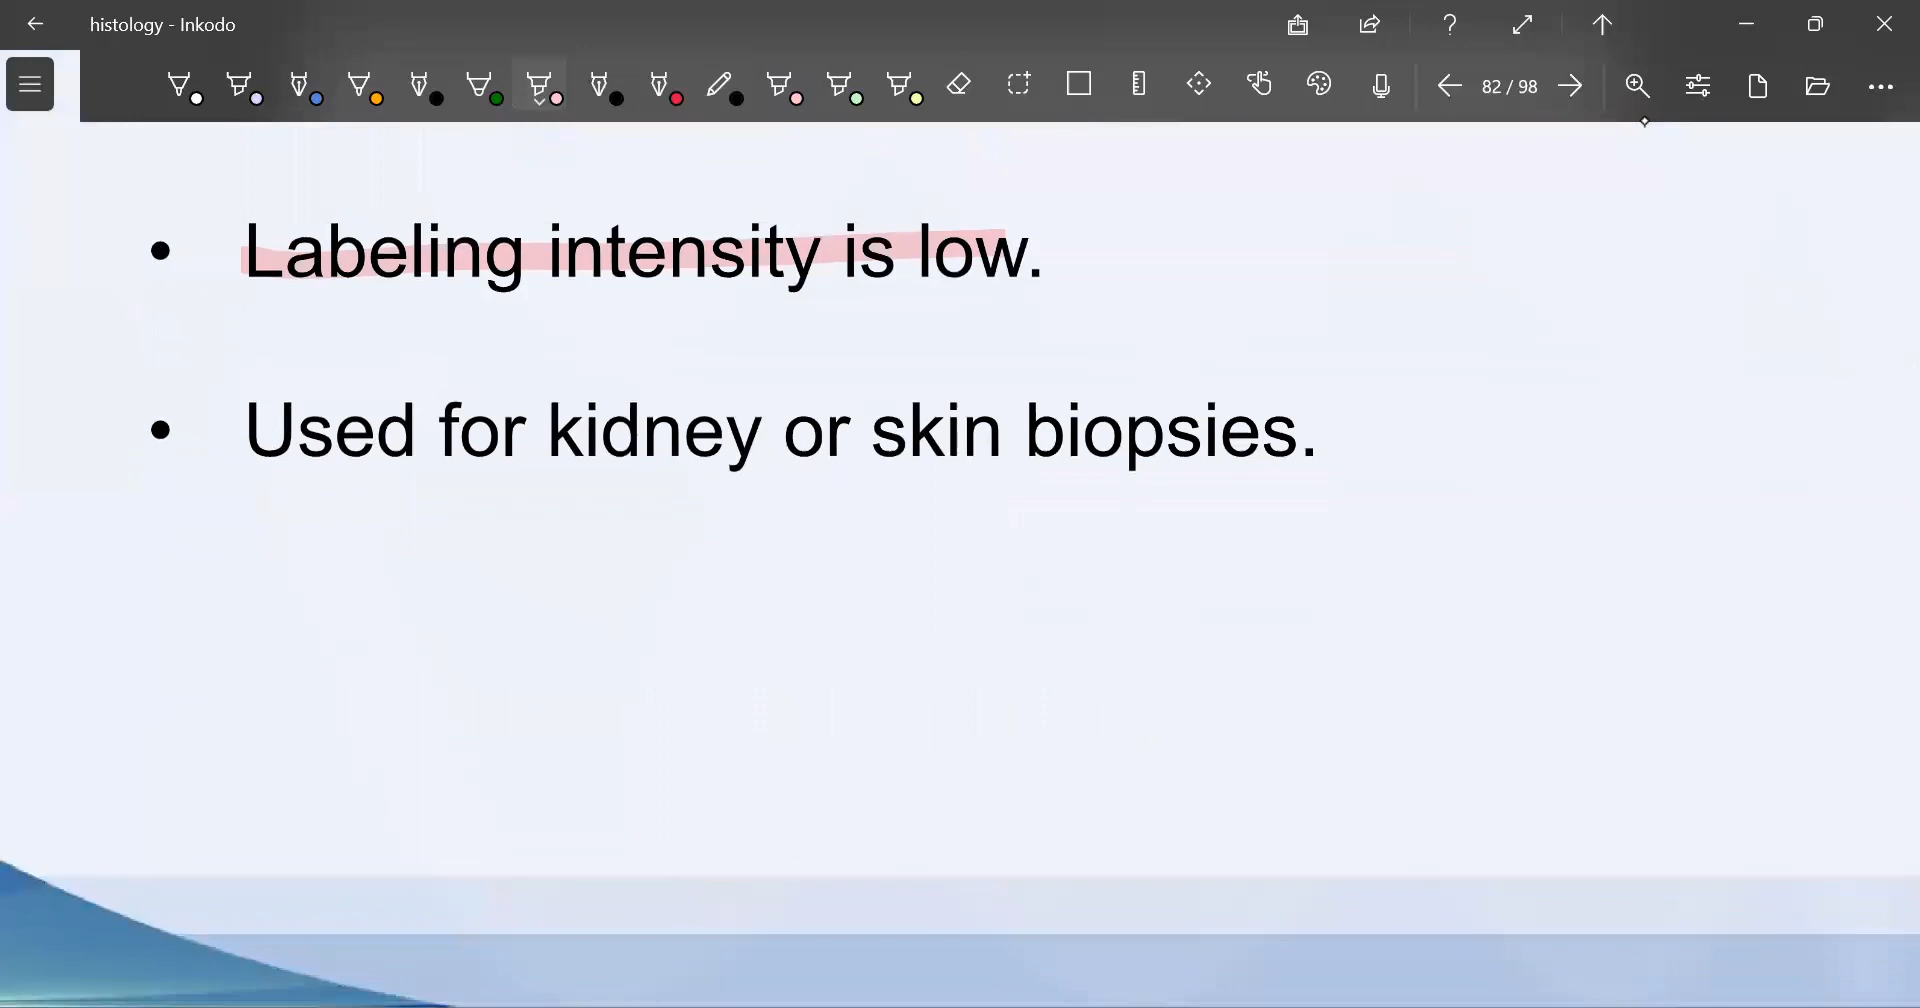 histology - Inkodo
82 / 98
• Labeling intensity is low.
• Used for kidney or skin biopsies.